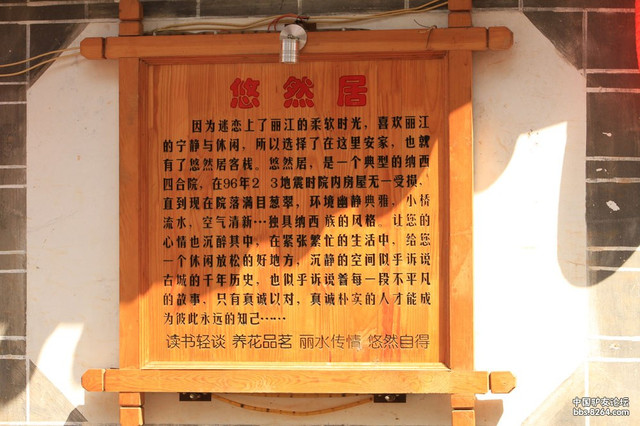 悠然居
因为迷恋上了丽江的柔软时光，喜欢丽江
的宁静与休闲，所以选择了在这里安家，也就
有了悠然居客栈。悠然居，是一个典型的纳西
四合院，在96年2 3地震时院内房屋无一受损、
直到现在院落满目葱翠，环境幽静典雅，小桥
流水，空气清新…独具纳西族的风格。让您的
心情也沉醉其中，在紧张繁忙的生活中，给您
一个休闲放松的好地方，沉静的空间似乎诉说
古城的千年历史，也似乎诉说着每一段不平凡
的故事，只有真诚以对，真诚朴实的人才能成
为彼此永远的知己……
读书轻谈 养花品茗 丽水传情 悠然自得
中国驴友论坛
bbs.8264.com